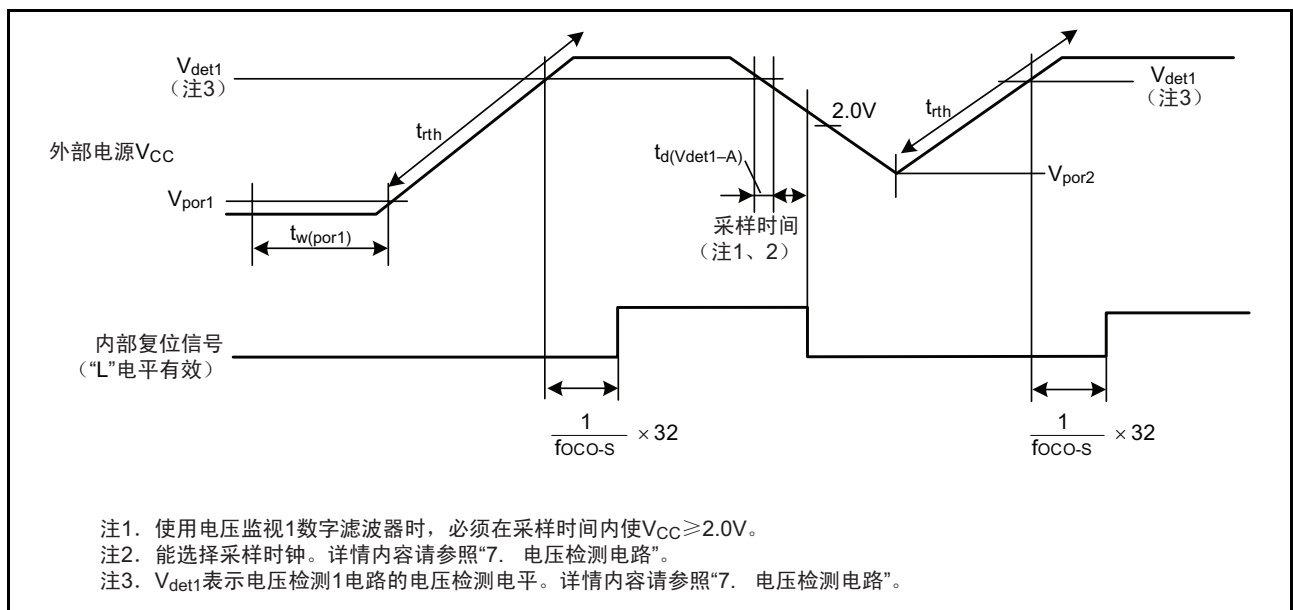 Vdet1
（注3）
trth
外部电源VCC
Vpor1
tw(por1)
td(Vdet1–A)
采样时间
（注1、2）
2.0V
trth
Vdet1
（注3）
Vpor2
内部复位信号
（“L”电平有效）
1
fOCO-S
×32
1
fOCO-S
×32
注1. 使用电压监视1数字滤波器时，必须在采样时间内使VCC≥2.0V。
注2. 能选择采样时钟。详情内容请参照“7. 电压检测电路”。
注3. Vdet1表示电压检测1电路的电压检测电平。详情内容请参照“7. 电压检测电路”。